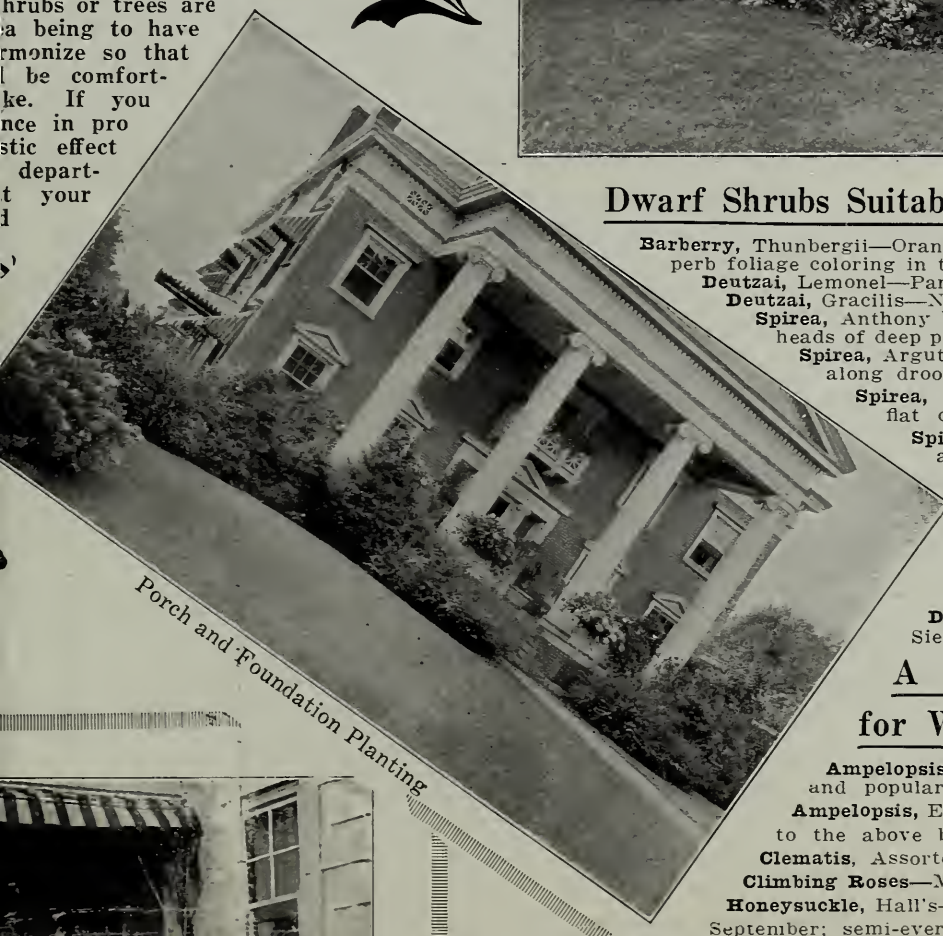 hrubs or trees are
ea being to have
rmonize so that
l be comfort-
ke. If you
nce in pro
stic effect
depart-
t your
d
Porch and Foundation Planting
Dwarf Shrubs Suitab
Barberry, Thunbergii—Oran
perb foliage coloring in t
Deutzai, Lemonel—Par
Deutzai, Gracilis—N
Spirea, Anthony
heads of deep p
Spirea, Argut
along droo
Spirea,
flat c
Spi
a
D
Sie
A
for W
Ampelopsis
and popular
Ampelopsis, E
to the above b
Clematis, Assorte
Climbing Roses—M
Honeysuckle, Hall's-
September; semi-ever